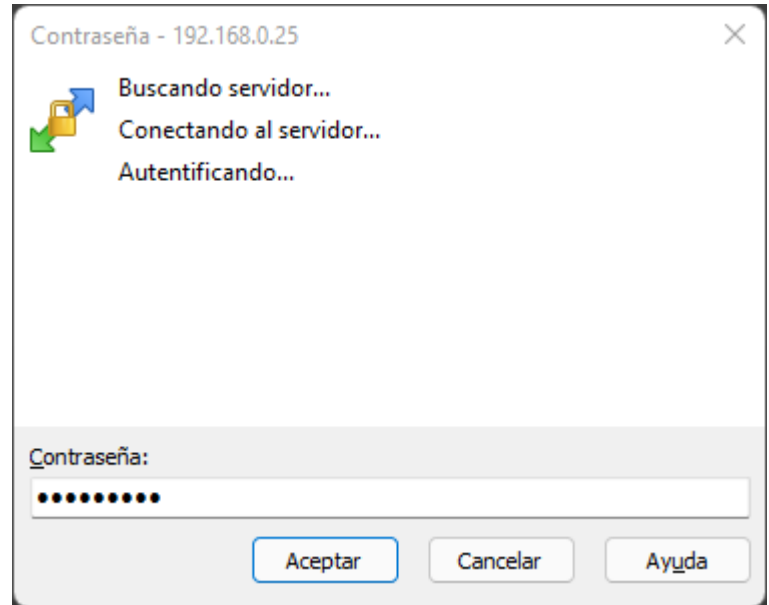 Contraseña - 192.168.0.25
Buscando servidor...
Conectando al servidor...
Autentificando...
Contraseña:
•••••••••
Aceptar
Cancelar
Ayuda